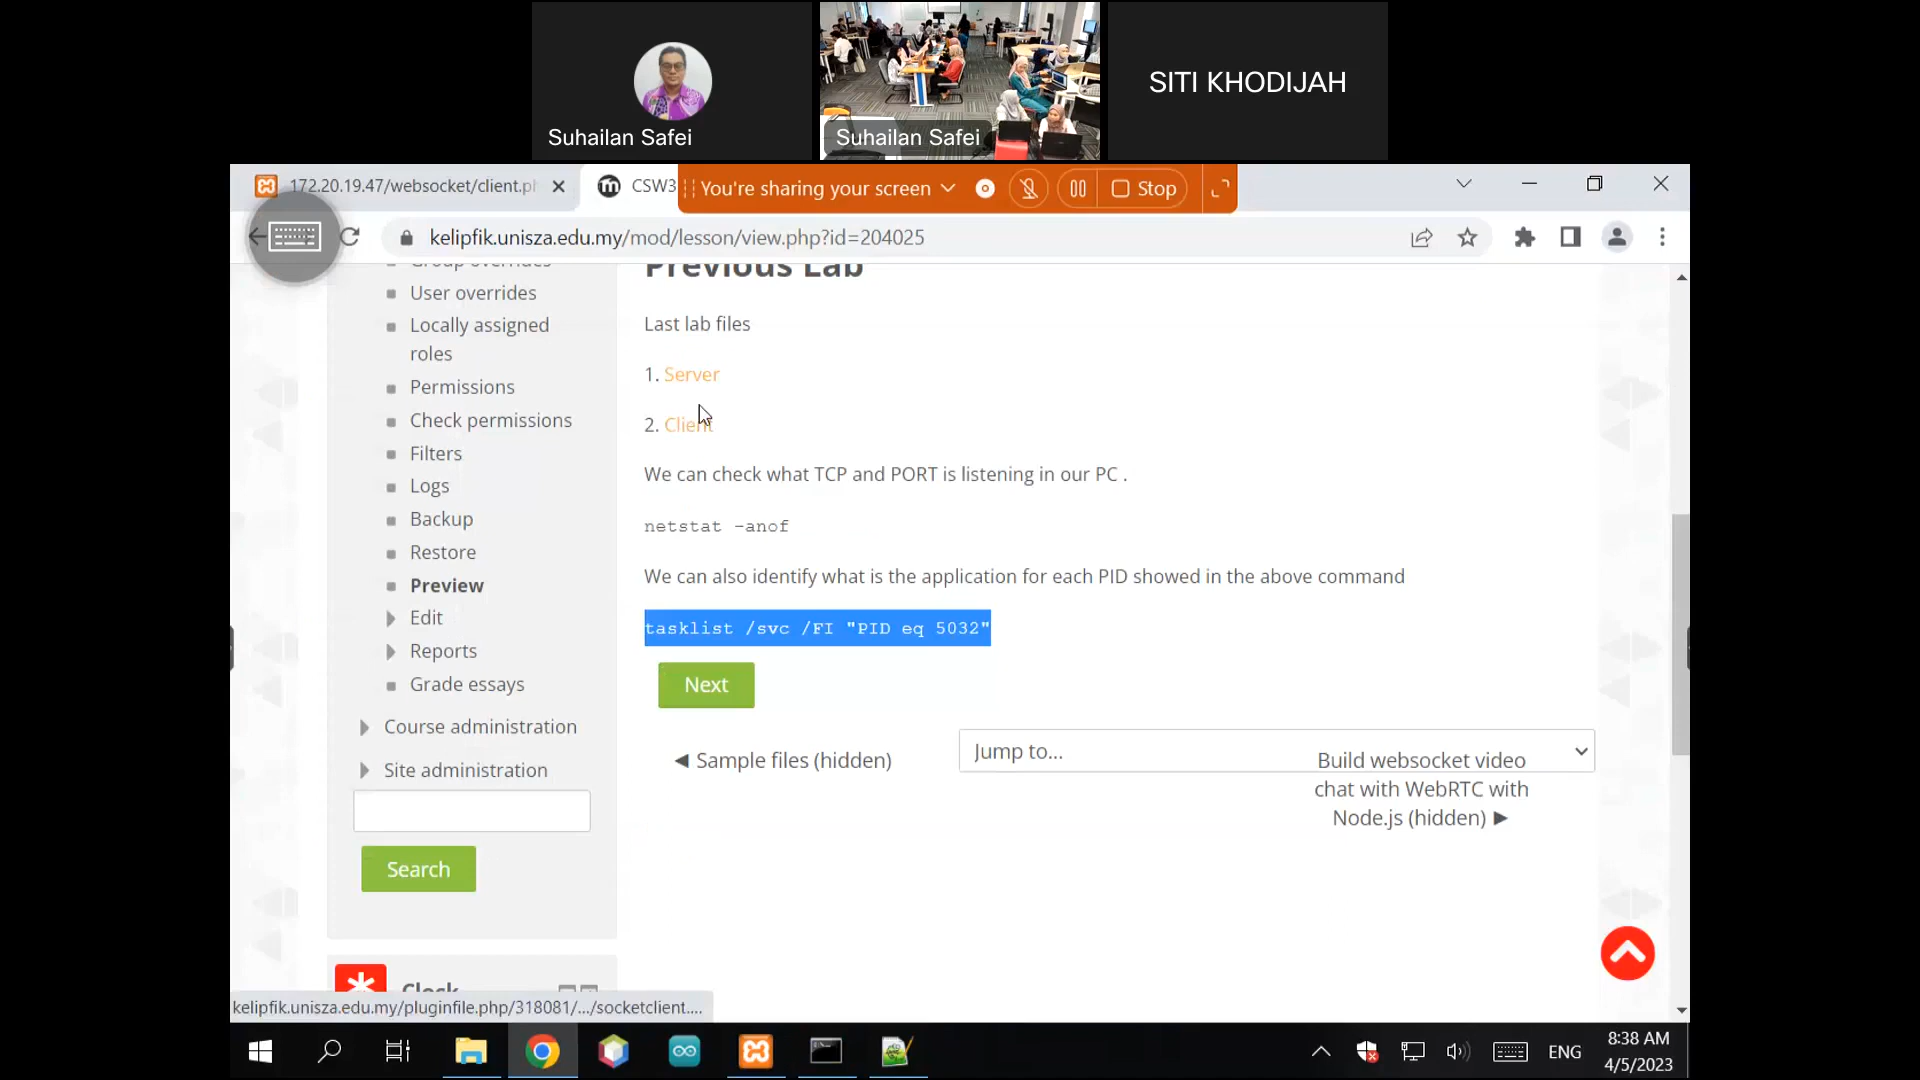 SITI KHODIJAH
Suhailan Safei
Suhailan Safei
172.20.19.47/websocket/client.ph
CSW3
You're sharing your screen
Stop
kelipfik.unisza.edu.my/mod/lesson/view.php?id=204025
Group overrides
User overrides
Locally assigned
roles
Permissions
Check permissions
Filters
Logs
Backup
Restore
Preview
Edit
Reports
Grade essays
Course administration
Site administration
Search
Clock
Previous Lab
Last lab files
1. Server
2. Client
We can check what TCP and PORT is listening in our PC .
netstat -anof
We can also identify what is the application for each PID showed in the above command
tasklist /svc /FI "PID eq 5032"
Next
◄ Sample files (hidden)
Jump to...
Build websocket video
chat with WebRTC with
Node.js (hidden) ►
kelipfik.unisza.edu.my/pluginfile.php/318081/.../socketclient....
ENG
8:38 AM
4/5/2023